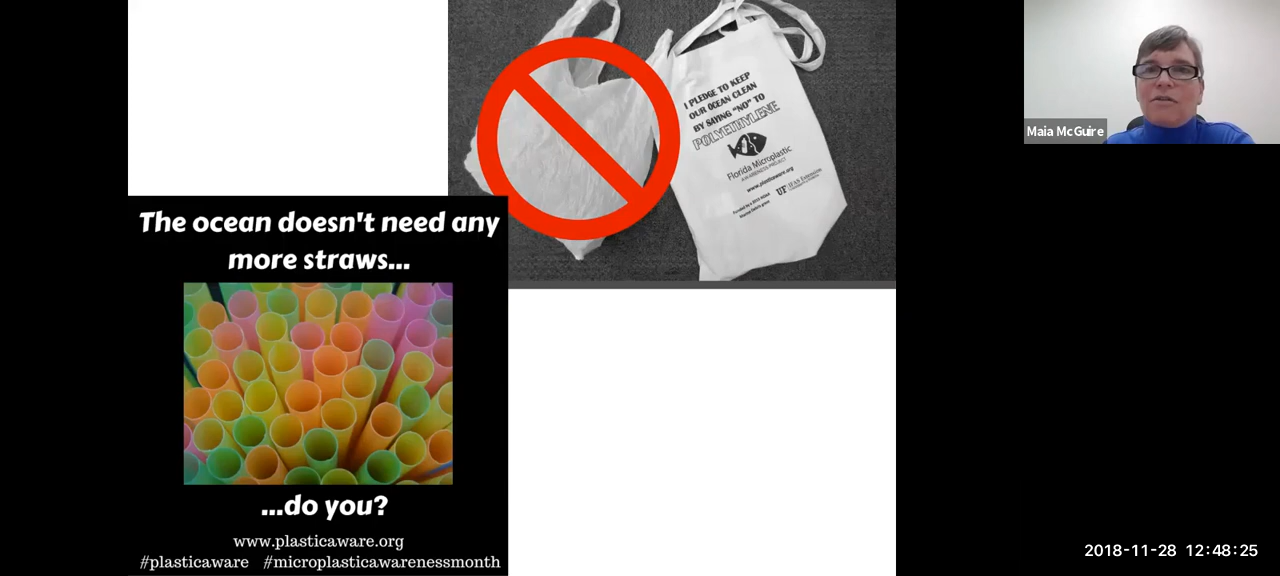 I PLEDGE TO KEEP
OUR OCEAN CLEAN
BY SAYING "NO" TO
POLYETHYLENE
Florida Microplastic
AWARENESS PROJECT
www.plasticaware.org
UF IFAS Extension
Maia McGuire
The ocean doesn't need any
more straws...
...do you?
www.plasticaware.org
#plasticaware #microplasticawarenessmonth
2018-11-28 12:48:25